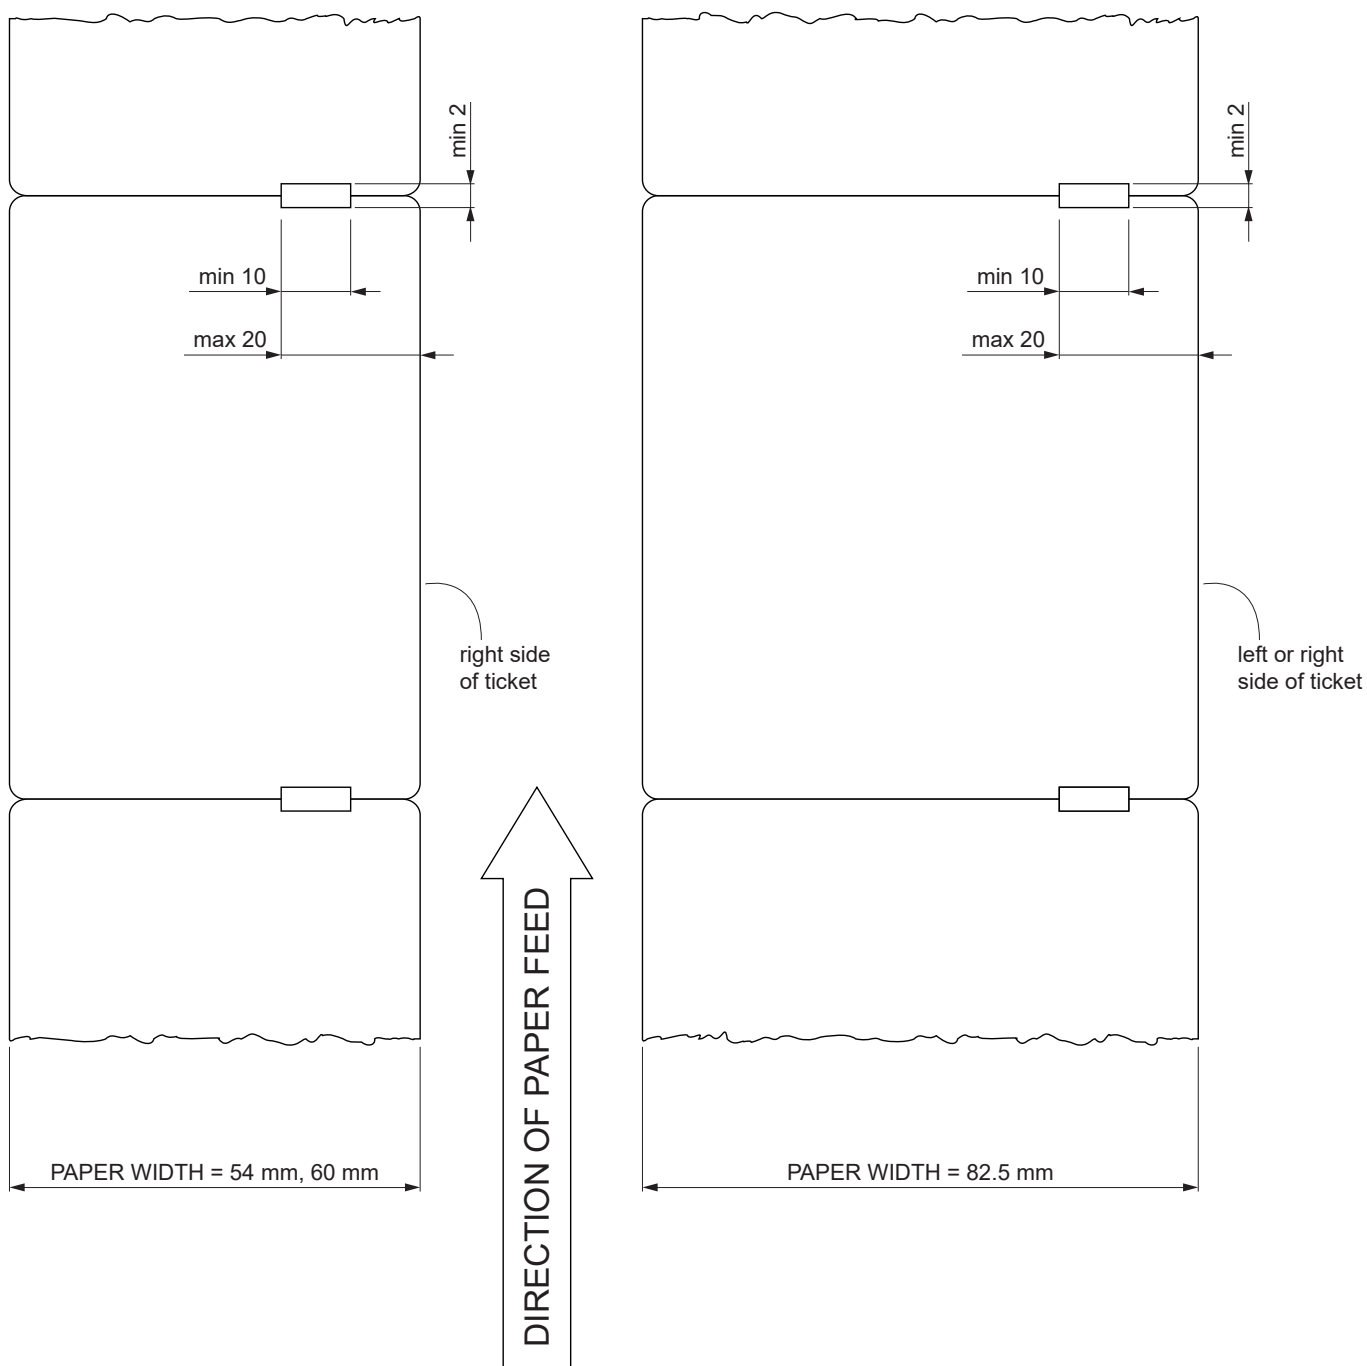 min 2
min 10
max 20
right side
of ticket
PAPER WIDTH = 54 mm, 60 mm
DIRECTION OF PAPER FEED
min 2
min 10
max 20
left or right
side of ticket
PAPER WIDTH = 82.5 mm